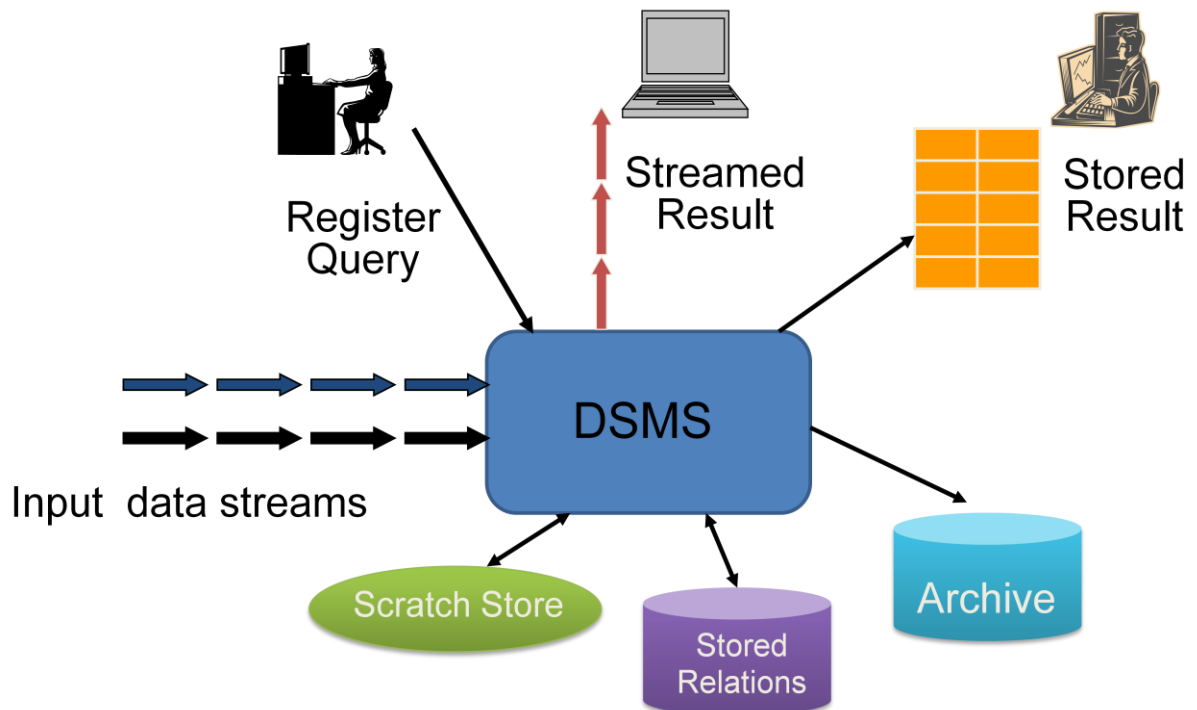 Register
Query
Streamed
Result
Stored
Result
DSMS
Input  data streams
Scratch Store
Stored
Relations
Archive